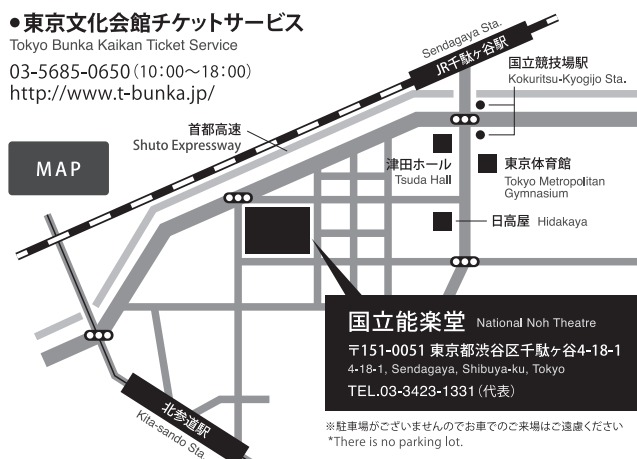 ●東京文化会館チケットサービス
Tokyo Bunka Kaikan Ticket Service
03-5685-0650（10：00～18：00）
http://www.t-bunka.jp/
Sendagaya Sta.
JR千駄ヶ谷駅
国立競技場駅
Kokuritsu-Kyogijo Sta.
首都高速
Shuto Expressway
MAP
津田ホール
Tsuda Hall
東京体育館
Tokyo Metropolitan
Gymnasium
日高屋 Hidakaya
国立能楽堂 National Noh Theatre
〒151-0051 東京都渋谷区千駄ヶ谷4-18-1
4-18-1, Sendagaya, Shibuya-ku, Tokyo
TEL.03-3423-1331（代表）
北参道駅
Kita-sando Sta.
※駐車場がございませんのでお車でのご来場はご遠慮ください
*There is no parking lot.